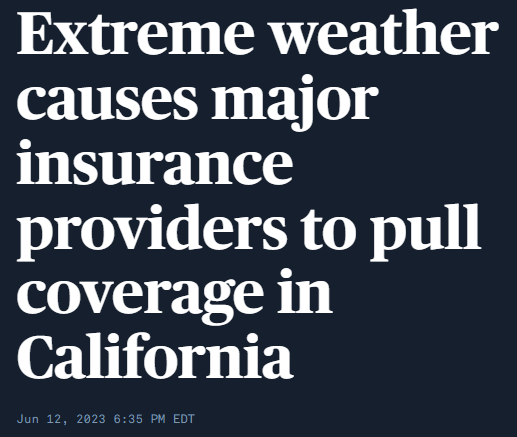 Extreme weather
causes major
insurance
providers to pull
coverage in
California
Jun 12, 2023 6:35 PM EDT